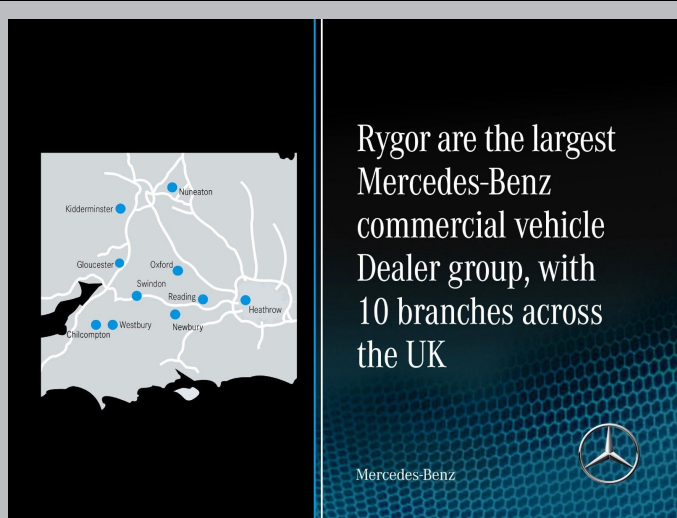 Nuneaton
Kidderminster
Gloucester
Oxford
Swindon
Reading
Heathrow
Newbury
Westbury
Chilcompton
Rygor are the largest
Mercedes-Benz
commercial vehicle
Dealer group, with
10 branches across
the UK
Mercedes-Benz